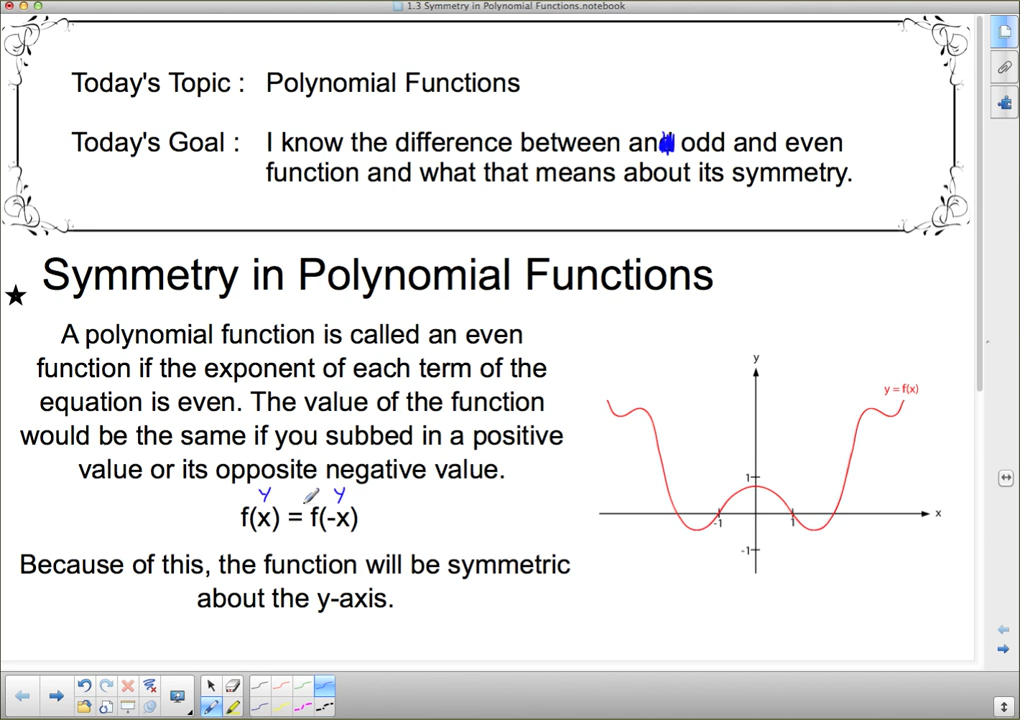 1.3 Symmetry in Polynomial Functions.notebook
Today's Topic : Polynomial Functions
Today's Goal : I know the difference between an odd and even
function and what that means about its symmetry.
Symmetry in Polynomial Functions
A polynomial function is called an even
function if the exponent of each term of the
equation is even. The value of the function
would be the same if you subbed in a positive
value or its opposite negative value.
y y
f(x) = f(-x)
Because of this, the function will be symmetric
about the y-axis.
y
y = f(x)
1
x
-1 1
-1